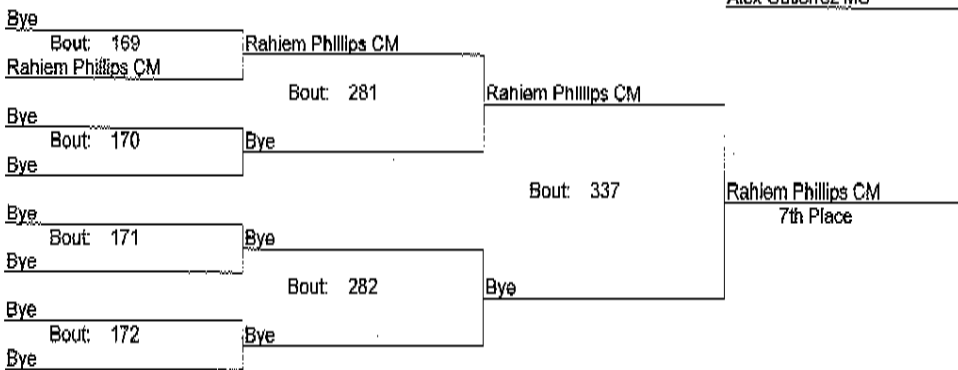 Bye
Bout: 169
Rahiem Phillips CM
Rahiem Phillips CM
Bout: 281
Rahiem Phillips CM
Bye
Bout: 170
Bye
Bye
Bout: 337
Rahiem Phillips CM
7th Place
Bye
Bout: 171
Bye
Bye
Bout: 282
Bye
Bye
Bout: 172
Bye
Bye